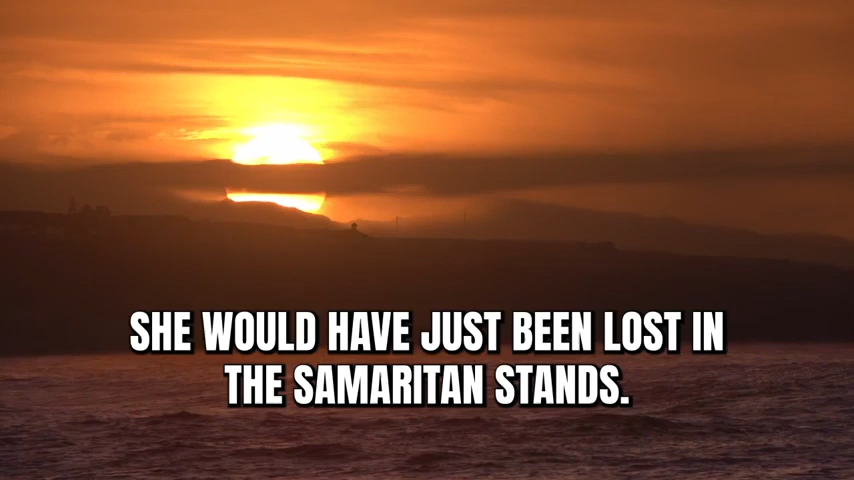 SHE WOULD HAVE JUST BEEN LOST IN
THE SAMARITAN STANDS.